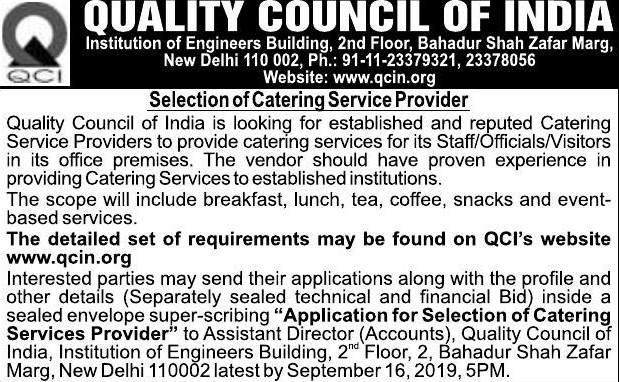 QUALITY COUNCIL OF INDIA
Institution of Engineers Building, 2nd Floor, Bahadur Shah Zafar Marg,
New Delhi 110 002, Ph.: 91-11-23379321, 23378056
Website: www.qcin.org
QCI
Selection of Catering Service Provider
Quality Council of India is looking for established and reputed Catering
Service Providers to provide catering services for its Staff/Officials/Visitors
in its office premises. The vendor should have proven experience in
providing Catering Services to established institutions.
The scope will include breakfast, lunch, tea, coffee, snacks and event-
based services.
The detailed set of requirements may be found on QCI's website
www.qcin.org
Interested parties may send their applications along with the profile and
other details (Separately sealed technical and financial Bid) inside a
sealed envelope super-scribing “Application for Selection of Catering
Services Provider” to Assistant Director (Accounts), Quality Council of
India, Institution of Engineers Building, 2nd Floor, 2, Bahadur Shah Zafar
Marg, New Delhi 110002 latest by September 16, 2019, 5PM.